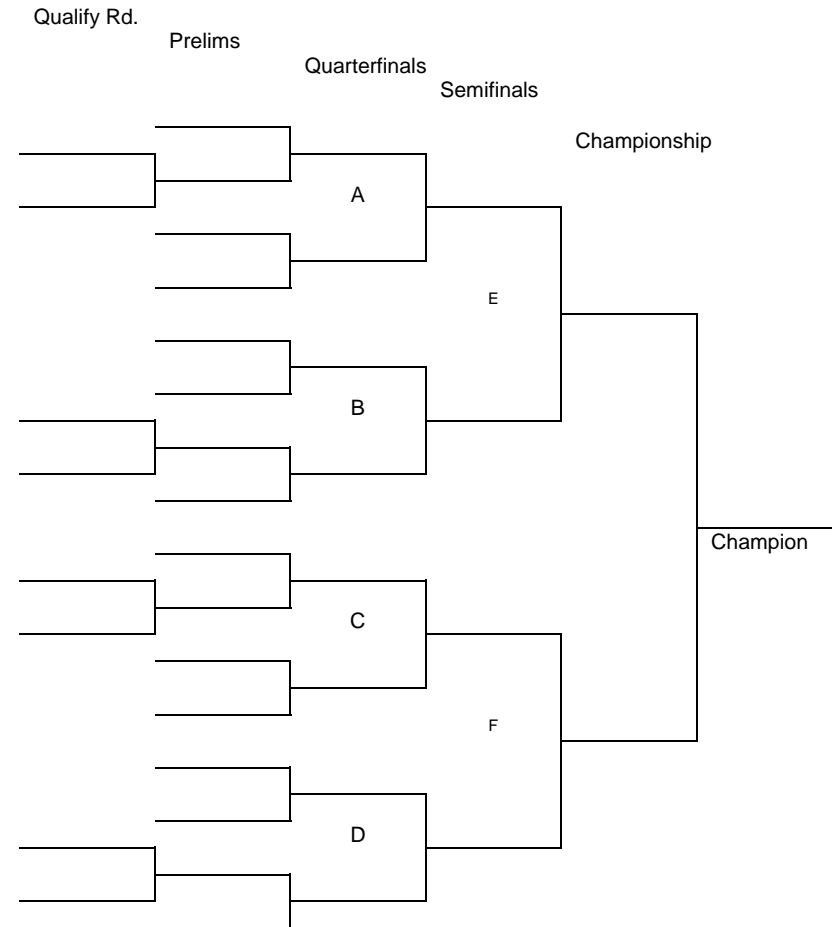 Qualify Rd.
Prelims
Quarterfinals
Semifinals
Championship
A
E
B
Champion
C
F
D